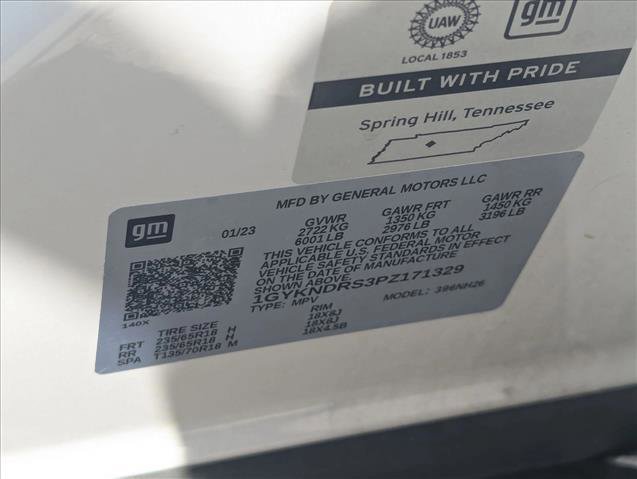 UAW
gm
LOCAL 1853
BUILT WITH PRIDE
Spring Hill, Tennessee
MFD BY GENERAL MOTORS LLC
gm
01/23
GVWR GAWR FRT GAWR RR
2722 KG 1350 KG 1450 KG
6001 LB 2976 LB 3196 LB
THIS VEHICLE CONFORMS TO ALL
APPLICABLE U.S. FEDERAL MOTOR
VEHICLE SAFETY STANDARDS IN EFFECT
ON THE DATE OF MANUFACTURE
SHOWN ABOVE.
1GYKNDRS3PZ171329
TYPE: MPV MODEL: 396NH26
140X
TIRE SIZE RIM
FRT 235/65R18 H 18X8J
RR 235/65R18 H 18X8J
SPA T135/70R18 M 18X4.5B